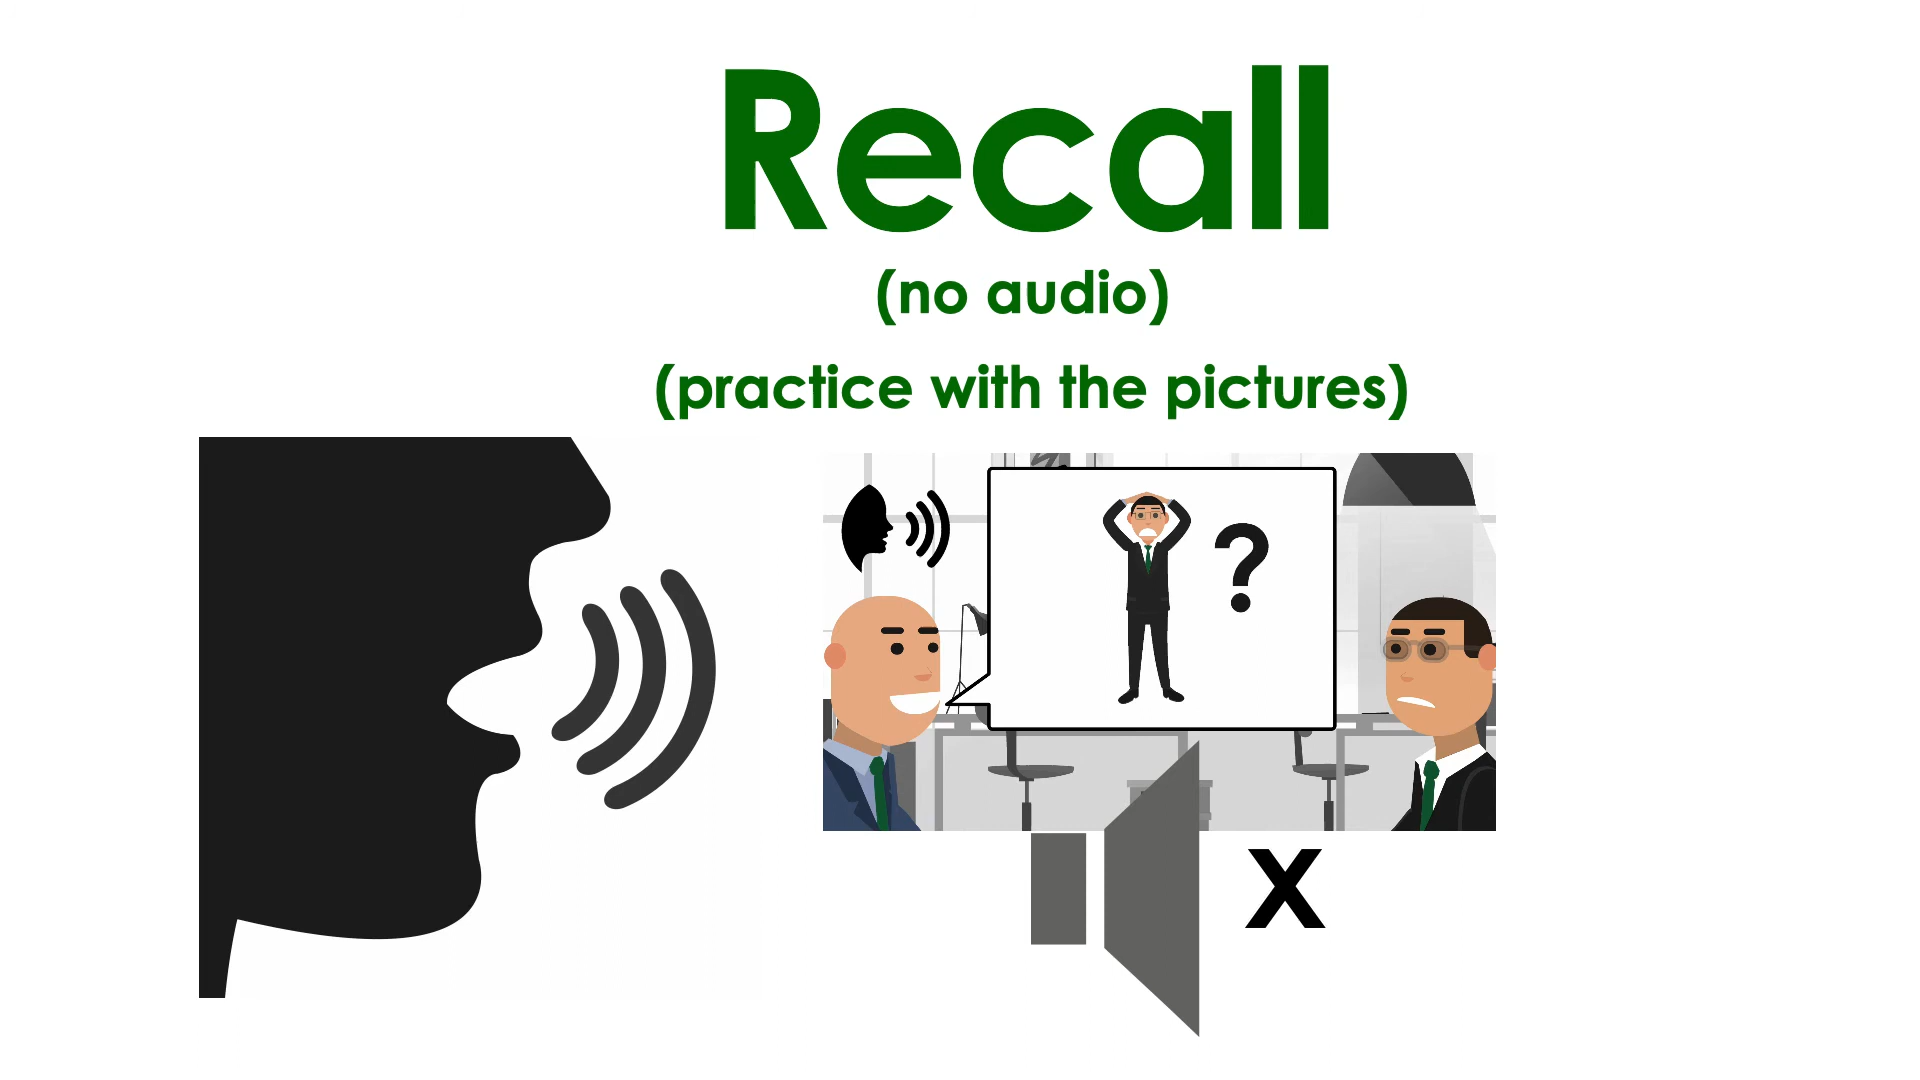 Recall
(no audio)
(practice with the pictures)
?
X